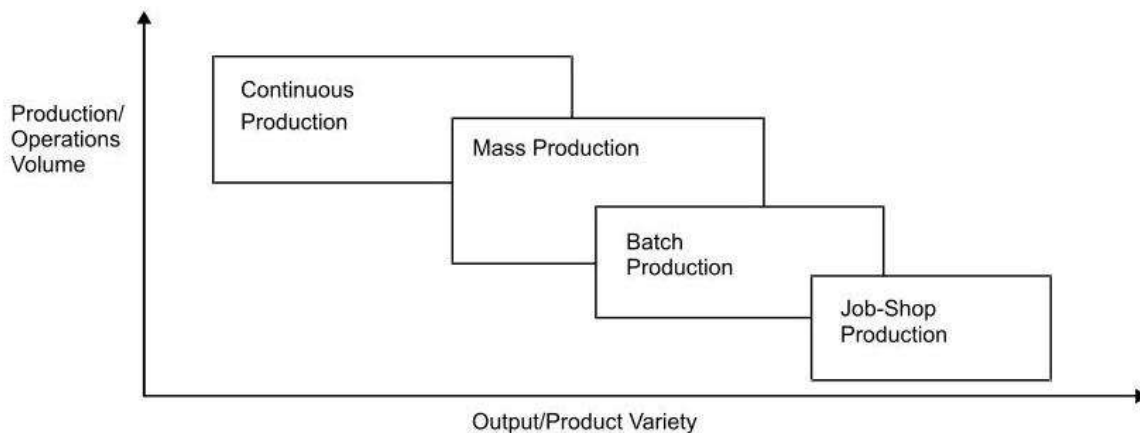 Continuous
Production
Production/
Operations
Volume
Mass Production
Batch
Production
Job-Shop
Production
Output/Product Variety